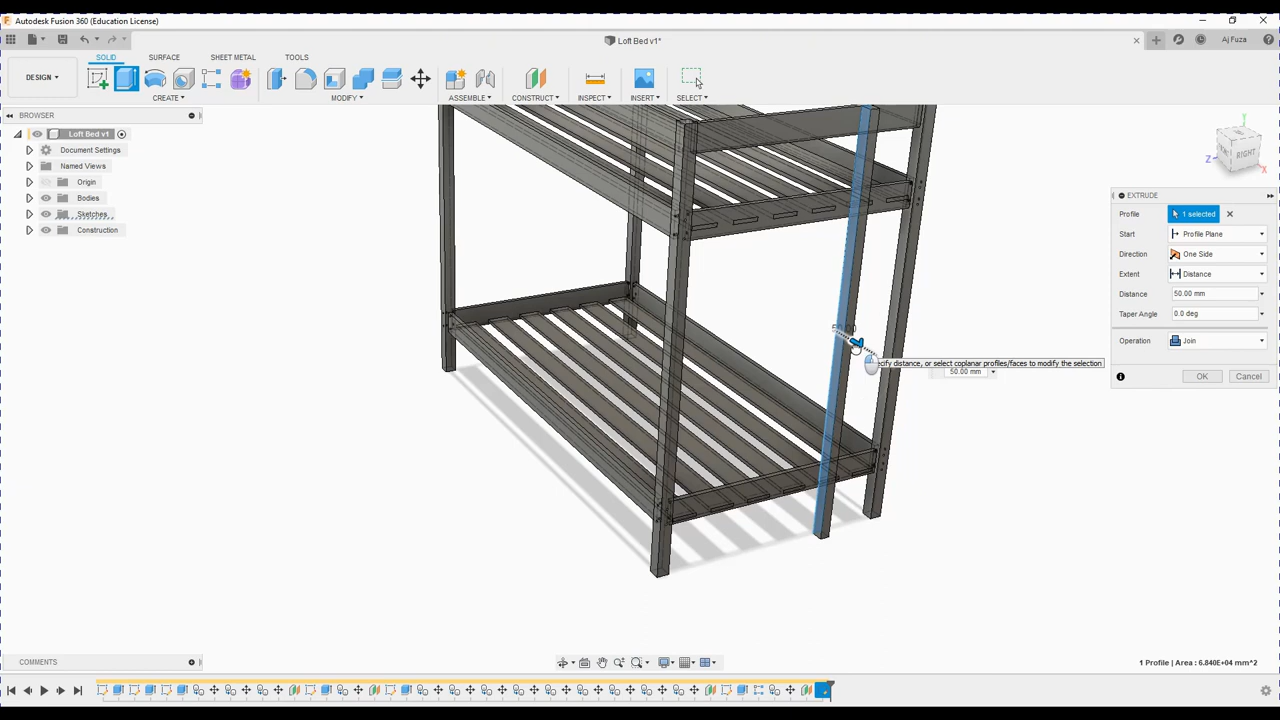 Autodesk Fusion 360 (Education License)
Loft Bed v1*
Aj Fuza
DESIGN
SOLID
SURFACE
SHEET METAL
TOOLS
CREATE
MODIFY
ASSEMBLE
CONSTRUCT
INSPECT
INSERT
SELECT
BROWSER
Loft Bed v1
Document Settings
Named Views
Origin
Bodies
Sketches
Construction
RIGHT
Y
Z
X
EXTRUDE
Profile 1 selected
Start Profile Plane
Direction One Side
Extent Distance
Distance 50.00 mm
Taper Angle 0.0 deg
Operation Join
OK Cancel
distance, or select coplanar profiles/faces to modify the selection
50.00 mm
COMMENTS
1 Profile | Area : 6.840E+04 mm^2